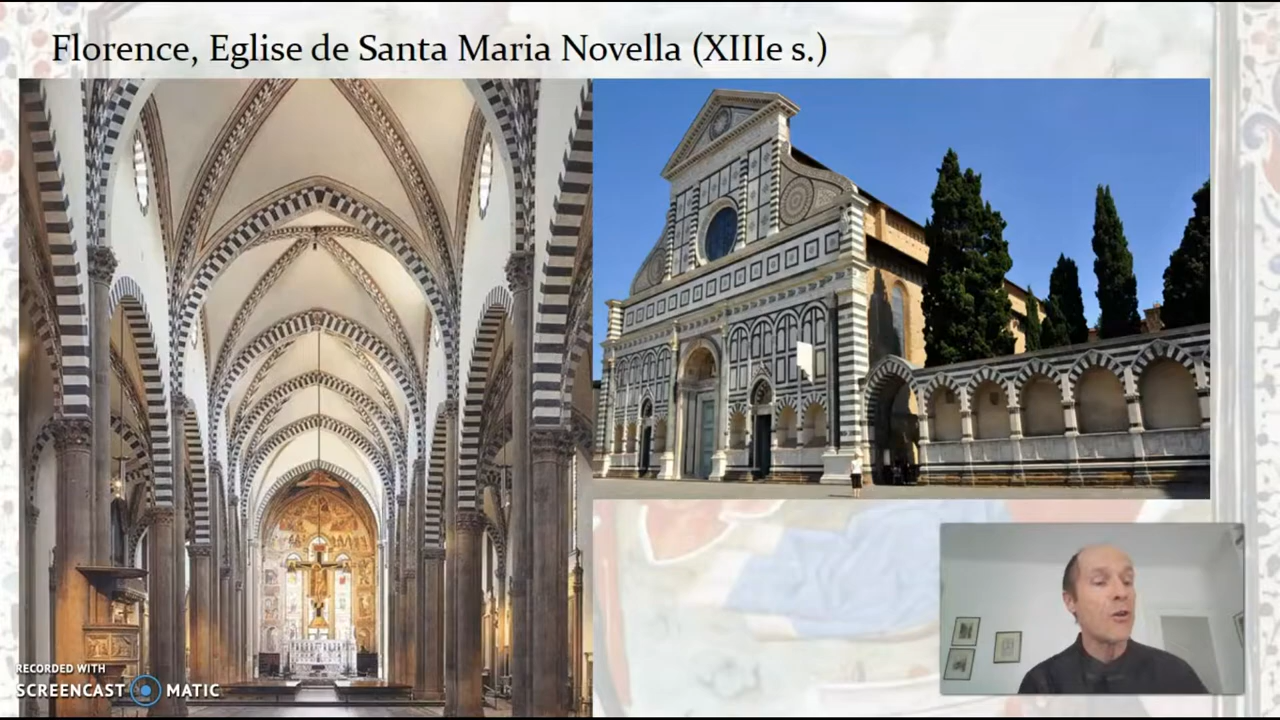 Florence, Eglise de Santa Maria Novella (XIIIe s.)
RECORDED WITH
SCREENCAST MATIC